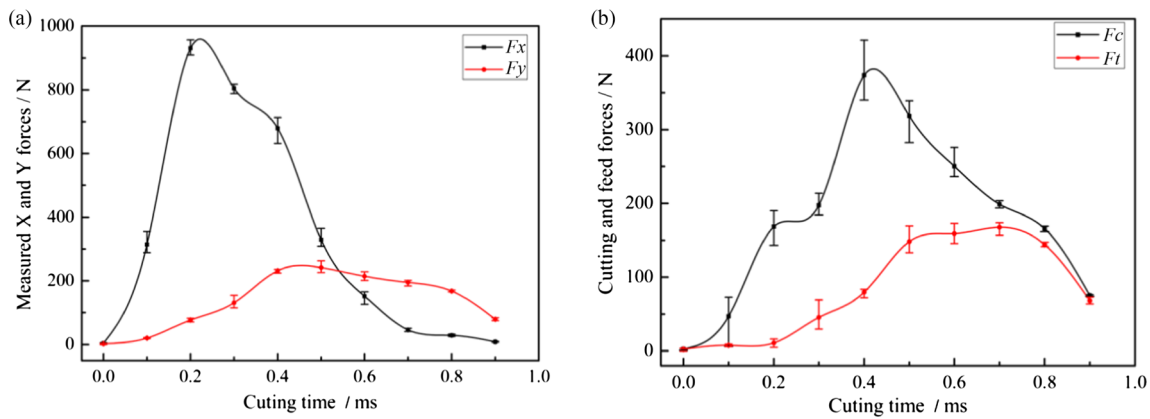 (a)
1000
800
600
400
200
0
Measured X and Y forces / N
Fx
Fy
0.0 0.2 0.4 0.6 0.8 1.0
Cuting time / ms
(b)
400
300
200
100
0
Cutting and feed forces / N
Fc
Ft
0.0 0.2 0.4 0.6 0.8 1.0
Cuting time / ms